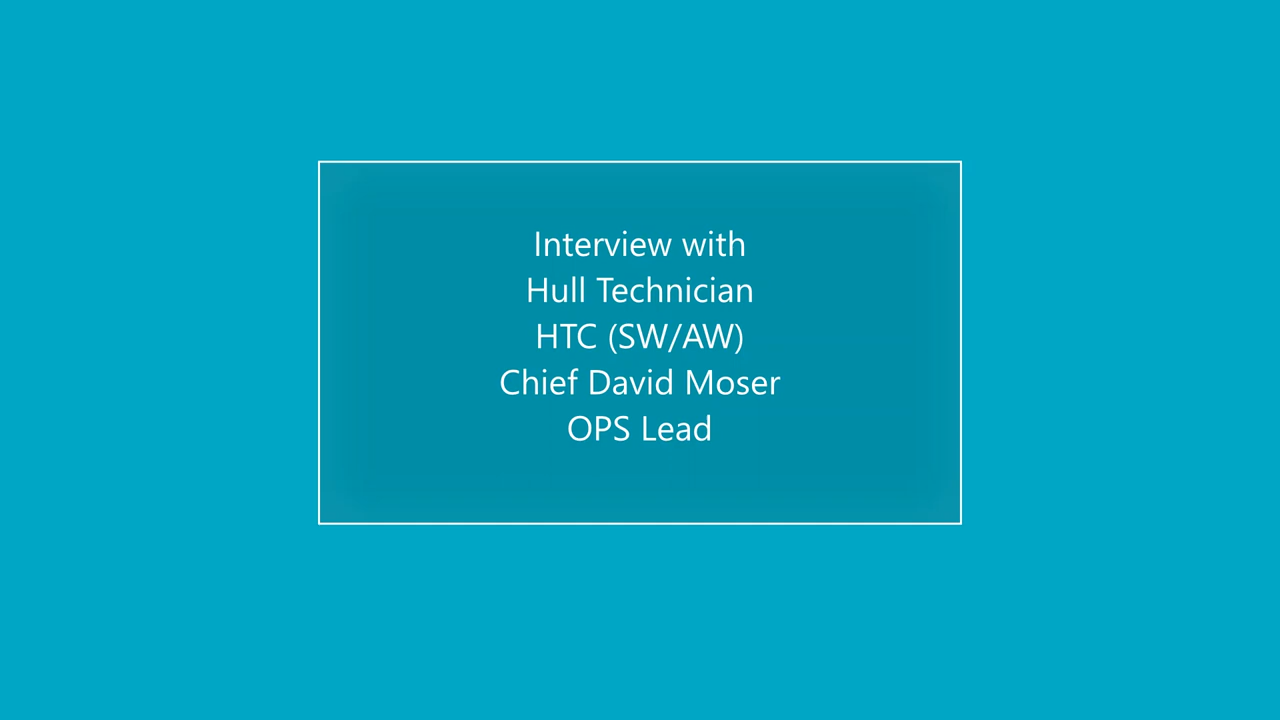 Interview with
Hull Technician
HTC (SW/AW)
Chief David Moser
OPS Lead